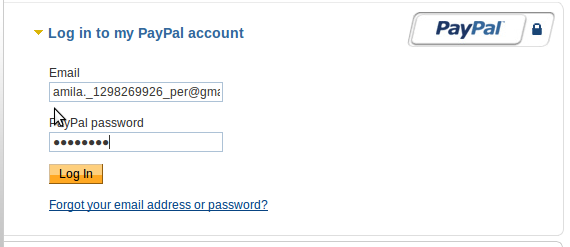 Log in to my PayPal account
PayPal
Email
amila._1298269926_per@gma
PayPal password
Log In
Forgot your email address or password?